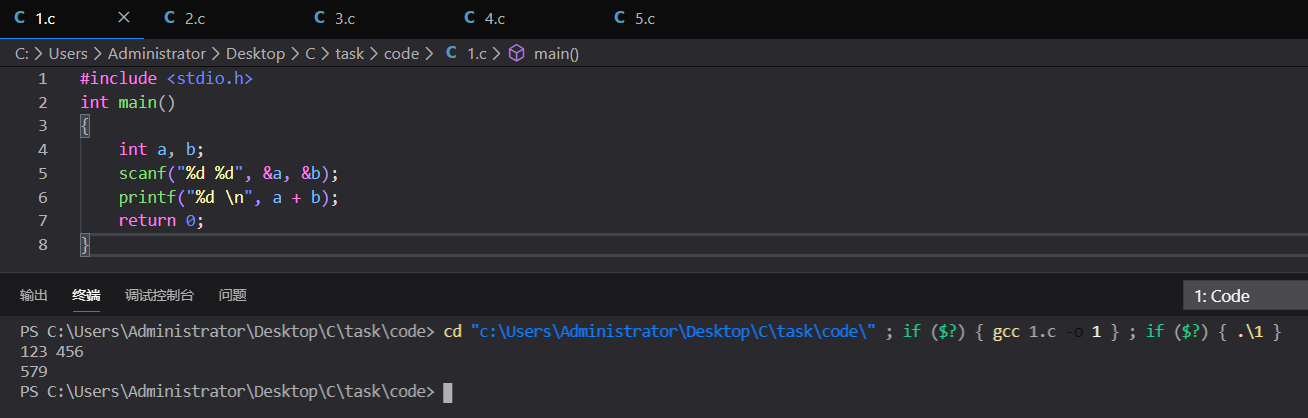 1.c 2.c 3.c 4.c 5.c
C: > Users > Administrator > Desktop > C > task > code > C 1.c > main()
1 #include <stdio.h>
2 int main()
3 {
4 int a, b;
5 scanf("%d %d", &a, &b);
6 printf("%d \n", a + b);
7 return 0;
8 }
输出 终端 调试控制台 问题 1: Code
PS C:\Users\Administrator\Desktop\C\task\code> cd "c:\Users\Administrator\Desktop\C\task\code\" ; if ($?) { gcc 1.c -o 1 } ; if ($?) { .\1 }
123 456
579
PS C:\Users\Administrator\Desktop\C\task\code>